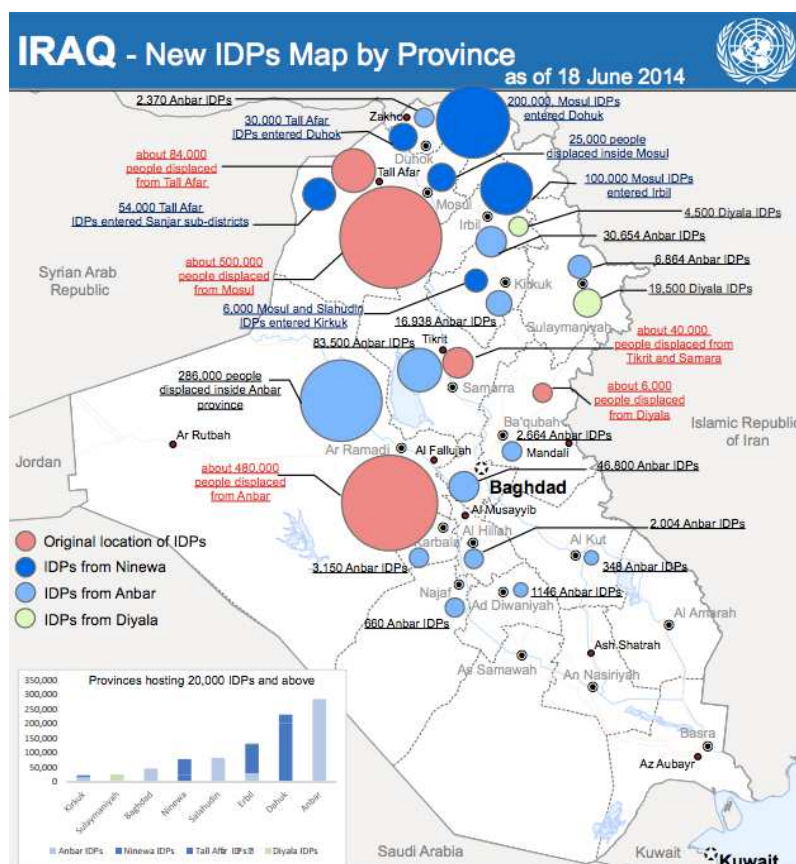 IRAQ - New IDPs Map by Province
as of 18 June 2014
2.370 Anbar IDPs
Zakho
200,000, Mosul IDPs
entered Dohuk
30,000 Tall Afar
IDPs entered Duhok
25,000 people
displaced inside Mosul
Duhok
about 84,000
people displaced
from Tall Afar
Tall Afar
100,000 Mosul IDPs
entered Irbil
Mosul
54,000 Tall Afar
IDPs entered Sanjar sub-districts
Irbil
4,500 Diyala IDPs
30.654 Anbar IDPs
Syrian Arab
Republic
about 500,000
people displaced
from Mosul
6,864 Anbar IDPs
Kirkuk
19,500 Diyala IDPs
6,000 Mosul and Slahudin
IDPs entered Kirkuk
16,938 Anbar IDPs
Sulaymaniyah
83,500 Anbar IDPs
Tikrit
about 40,000
people displaced from
Tikrit and Samara
286,000 people
displaced inside Anbar
province
Samarra
about 6,000
people displaced
from Diyala
Islamic Republic
of Iran
Ar Rutbah
Ba'qubah
2,664 Anbar IDPs
Mandali
Jordan
Ar Ramadi
Al Fallujah
about 480,000
people displaced
from Anbar
46.800 Anbar IDPs
Baghdad
Al Musayyib
Original location of IDPs
IDPs from Ninewa
IDPs from Anbar
IDPs from Diyala
Karbala
Al Hillah
2,004 Anbar IDPs
Al Kut
3,150 Anbar IDPs
348 Anbar IDPs
Najaf
Ad Diwaniyah
1146 Anbar IDPs
660 Anbar IDPs
Al Amarah
Ash Shatrah
As Samawah
An Nasiriyah
Basra
Az Aubayr
Provinces hosting 20,000 IDPs and above
350,000
300,000
250,000
200,000
150,000
100,000
50,000
0
Kirkuk
Sulaymaniyah
Baghdad
Ninewa
Salahudin
Erbil
Dahuk
Anbar
Anbar IDPs
Ninewa IDPs
Tall Affar
Diyala IDPs
Saudi Arabia
Kuwait
Kuwait